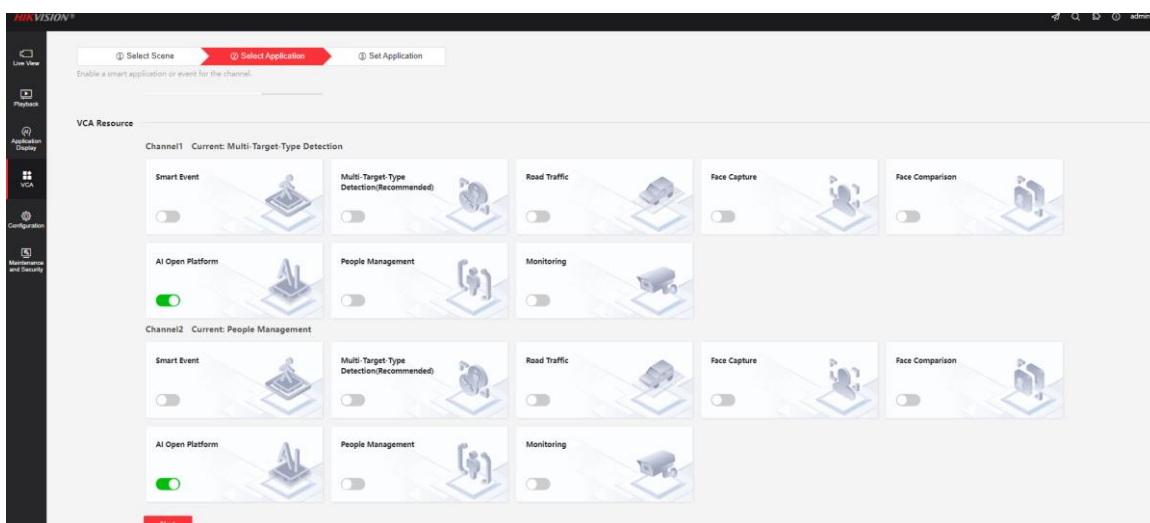 HIKVISION®
admin
① Select Scene
② Select Application
③ Set Application
Enable a smart application or event for the channel.
Live View
Playback
Application
Display
VCA
Configuration
Maintenance
and Security
VCA Resource
Channel1 Current: Multi-Target-Type Detection
Smart Event
Multi-Target-Type
Detection(Recommended)
Road Traffic
Face Capture
Face Comparison
AI Open Platform
People Management
Monitoring
Channel2 Current: People Management
Smart Event
Multi-Target-Type
Detection(Recommended)
Road Traffic
Face Capture
Face Comparison
AI Open Platform
People Management
Monitoring